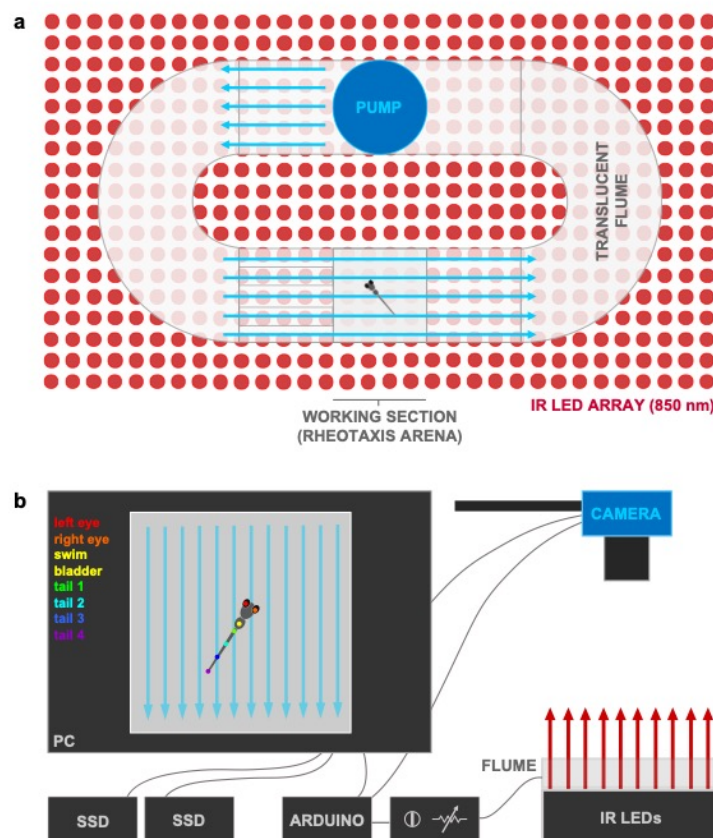 a
PUMP
TRANSLUCENT
FLUME
WORKING SECTION
(RHEOTAXIS ARENA)
IR LED ARRAY (850 nm)
b
left eye
right eye
swim
bladder
tail 1
tail 2
tail 3
tail 4
PC
CAMERA
FLUME
SSD
SSD
ARDUINO
IR LEDs